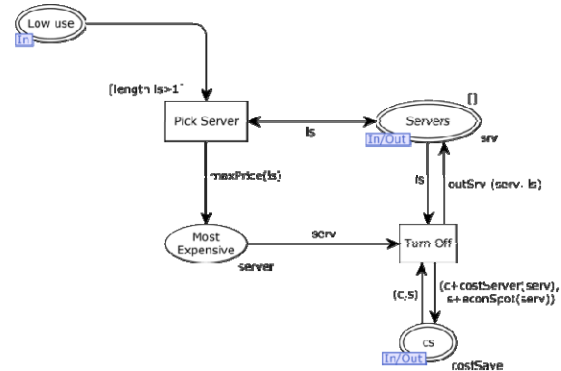 Low use
In
[length ls>1]
[]
Pick Server
Servers
In/Out
srv
ls
maxPrice(ls)
ls
outSrv (serv, ls)
Most
Expensive
server
serv
Turn Off
(c,s)
(c+costServer(serv),
s+econSpot(serv))
cs
In/Out
costSave